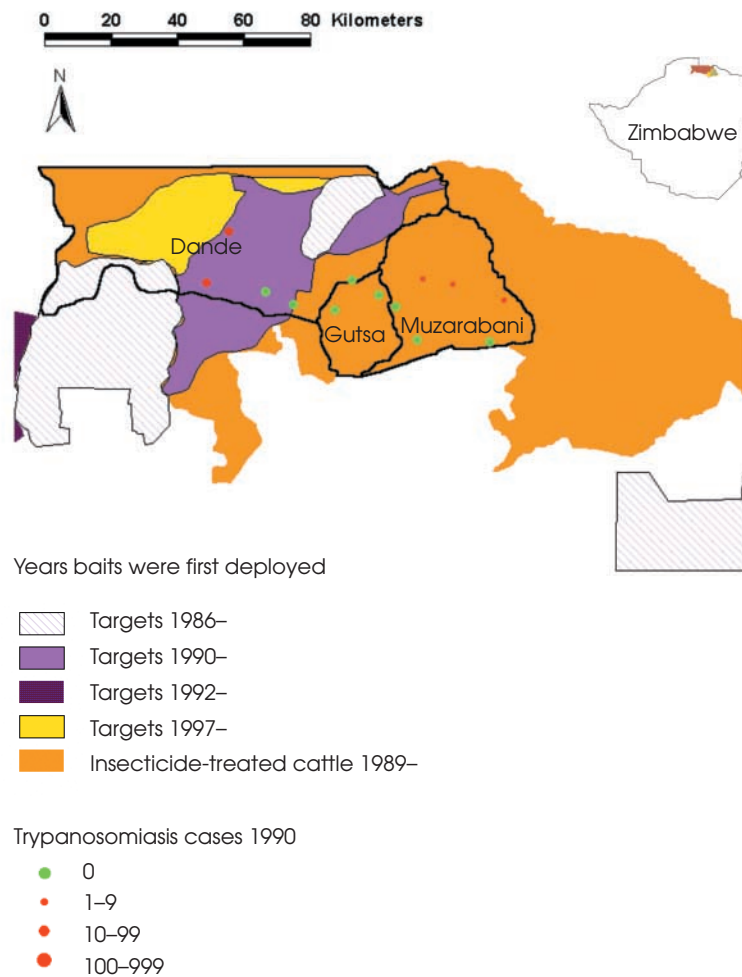 0 20 40 60 80 Kilometers
N
Zimbabwe
Dande
Gutsa
Muzarabani
Years baits were first deployed
Targets 1986–
Targets 1990–
Targets 1992–
Targets 1997–
Insecticide-treated cattle 1989–
Trypanosomiasis cases 1990
0
1–9
10–99
100–999